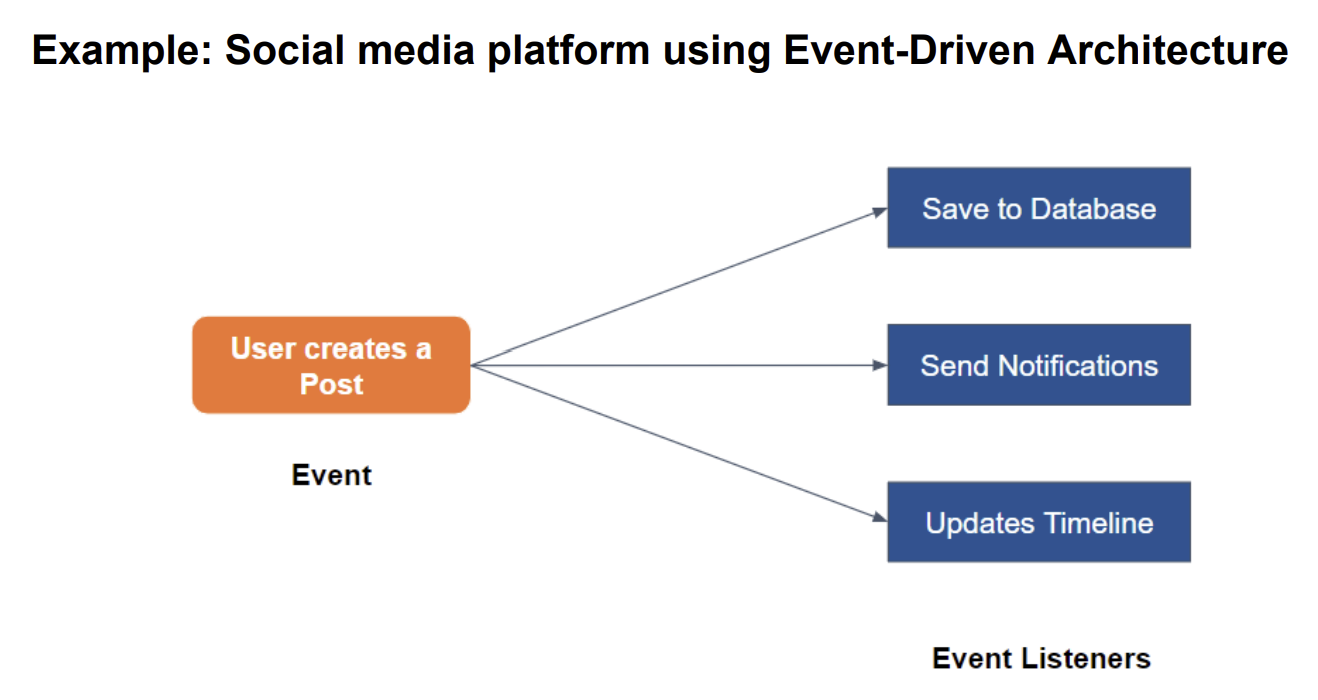 Example: Social media platform using Event-Driven Architecture
Save to Database
User creates a
Post
Send Notifications
Event
Updates Timeline
Event Listeners